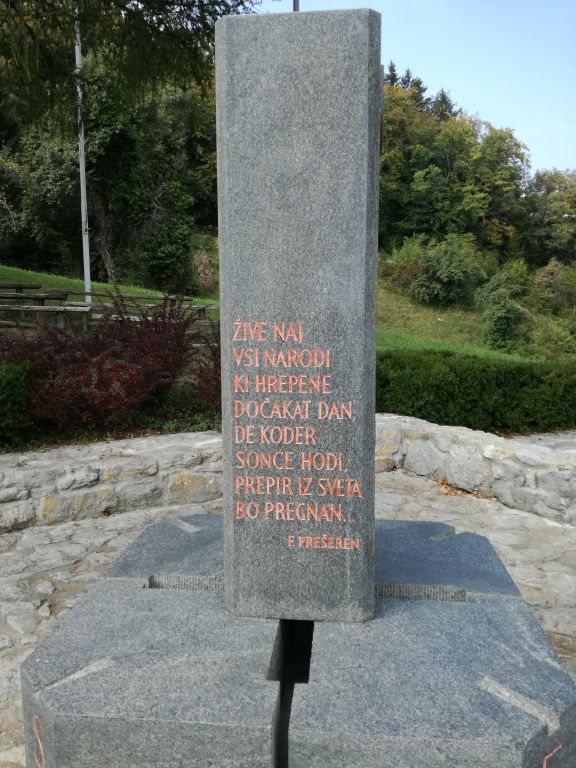 ŽIVE NAJ
VSI NARODI
KI HREPENE
DOČAKAT DAN,
DE KODER
SONCE HODI,
PREPIR IZ SVETA
BO PREGNAN...
F. PREŠEREN
S